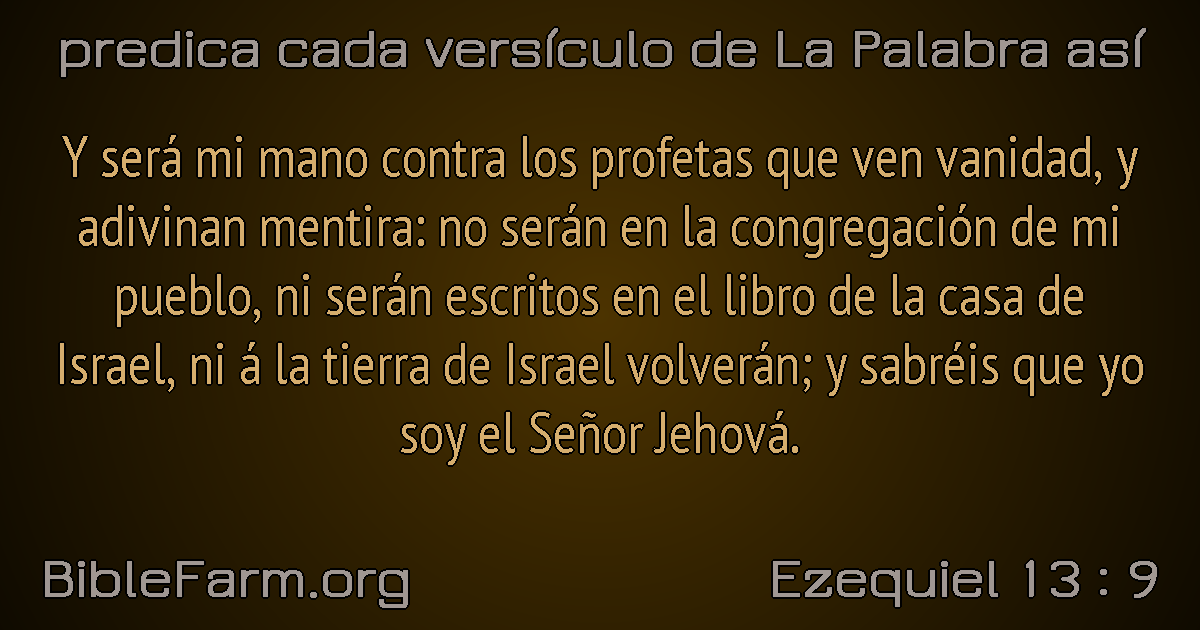 predica cada versículo de La Palabra así
Y será mi mano contra los profetas que ven vanidad, y
adivinan mentira: no serán en la congregación de mi
pueblo, ni serán escritos en el libro de la casa de
Israel, ni á la tierra de Israel volverán; y sabréis que yo
soy el Señor Jehová.
BibleFarm.org
Ezequiel 13 : 9